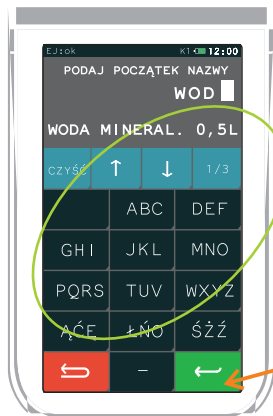 EJ:ok K1 12:00
PODAJ POCZĄTEK NAZWY
WOD
WODA MINERAL. 0,5L
CZYŚĆ ↑ ↓ 1/3
ABC DEF
GHI JKL MNO
PQRS TUV WXYZ
ĄĆĘ ŁŃÓ ŚŻŹ
–